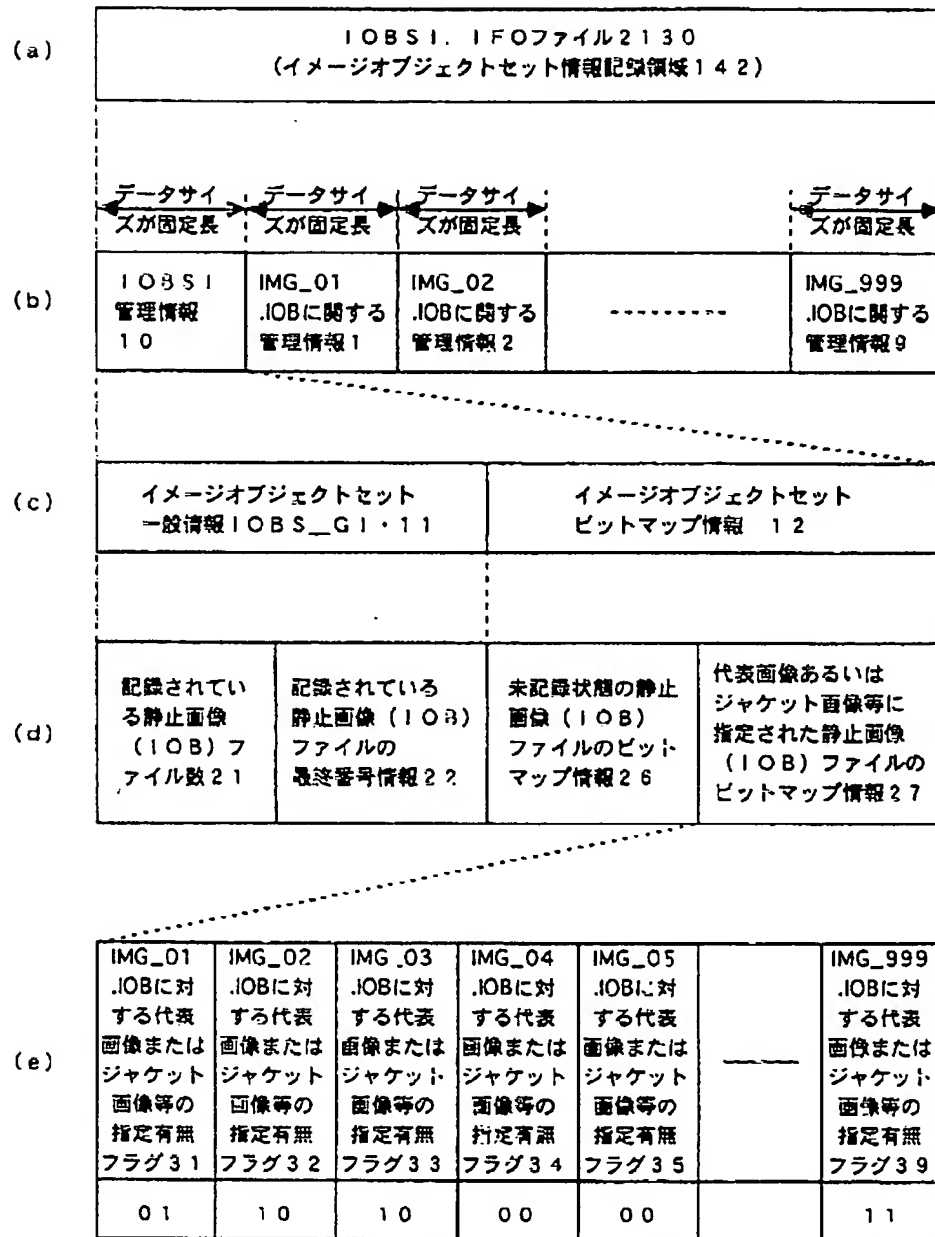 (a)
IOBSI. IFOファイル2130
(イメージオブジェクトセット情報記録領域142)
データサイ
ズが固定長
データサイ
ズが固定長
データサイ
ズが固定長
データサイ
ズが固定長
(b)
IOBSI
管理情報
10
IMG_01
.IOBに関する
管理情報1
IMG_02
.IOBに関する
管理情報2
IMG_999
.IOBに関する
管理情報9
(c)
イメージオブジェクトセット
一般情報IOBS_GI・11
イメージオブジェクトセット
ビットマップ情報 12
(d)
記録されてい
る静止画像
(IOB)フ
ァイル数21
記録されている
静止画像(IOB)
ファイルの
最終番号情報22
未記録状態の静止
画像(IOB)
ファイルのビット
マップ情報26
代表画像あるいは
ジャケット画像等に
指定された静止画像
(IOB)ファイルの
ビットマップ情報27
(e)
IMG_01
.IOBに対
する代表
画像または
ジャケット
画像等の
指定有無
フラグ31
01
IMG_02
.IOBに対
する代表
画像または
ジャケット
画像等の
指定有無
フラグ32
10
IMG_03
.IOBに対
する代表
画像または
ジャケット
画像等の
指定有無
フラグ33
10
IMG_04
.IOBに対
する代表
画像または
ジャケット
画像等の
指定有無
フラグ34
00
IMG_05
.IOBに対
する代表
画像または
ジャケット
画像等の
指定有無
フラグ35
00
IMG_999
.IOBに対
する代表
画像または
ジャケット
画像等の
指定有無
フラグ39
11